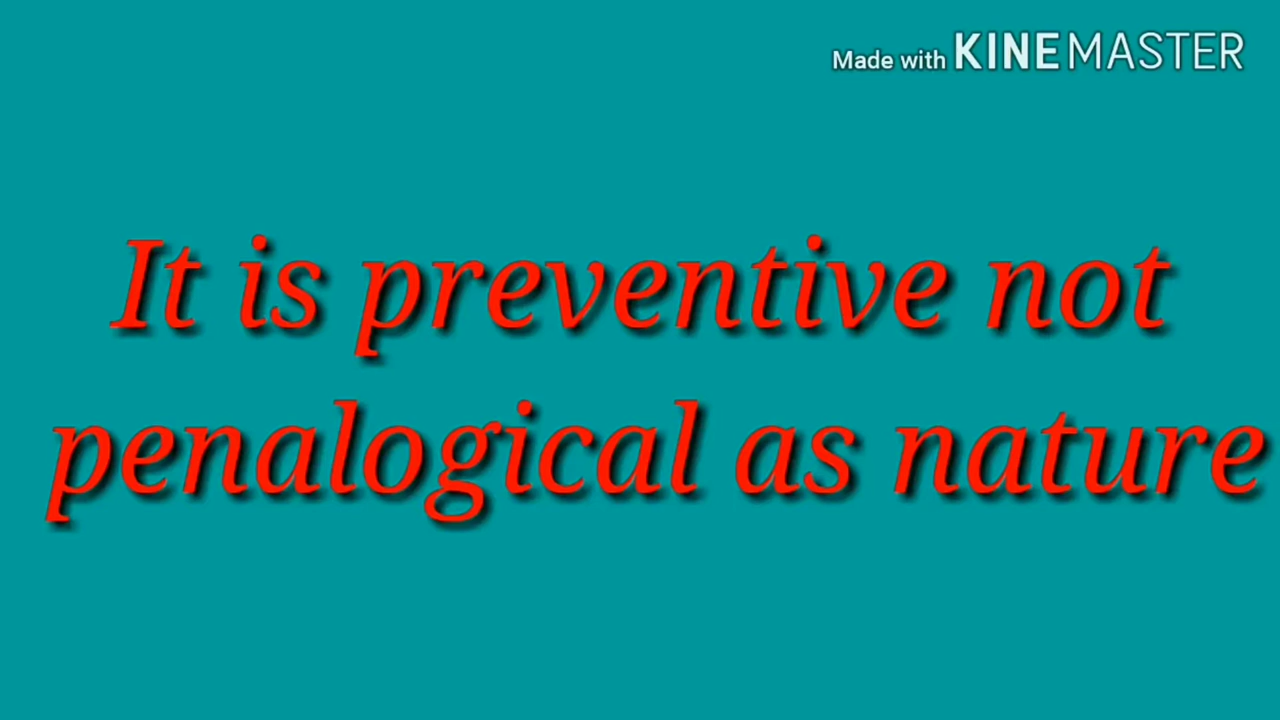 Made with KINEMASTER
It is preventive not
penalogical as nature